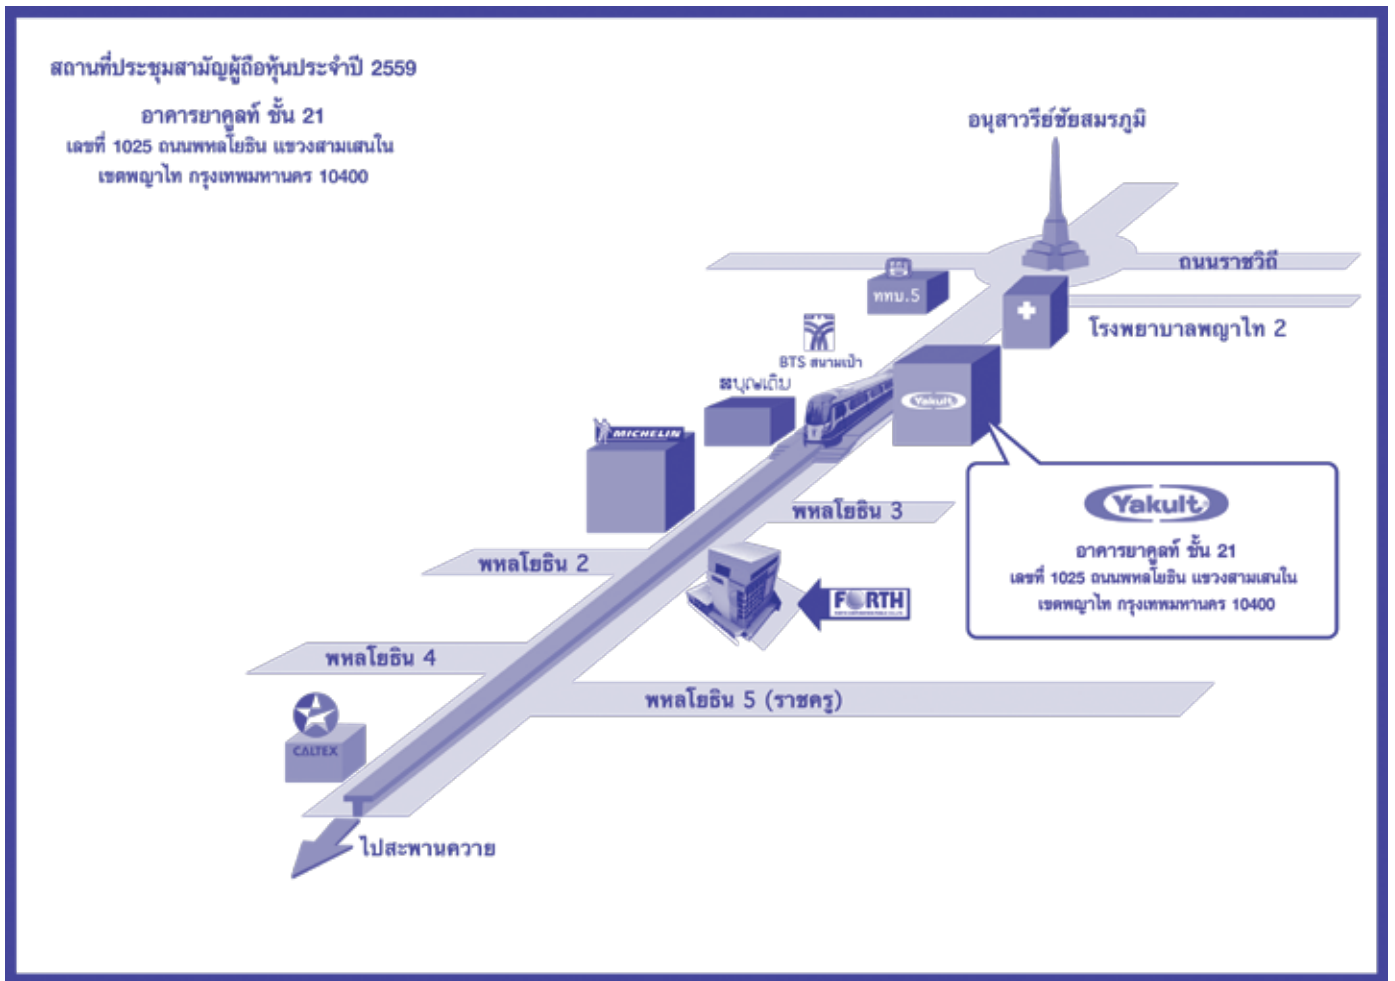 สถานที่ประชุมสามัญผู้ถือหุ้นประจำปี 2559
อาคารยาคูลท์ ชั้น 21
เลขที่ 1025 ถนนพหลโยธิน แขวงสามเสนใน
เขตพญาไท กรุงเทพมหานคร 10400
อนุสาวรีย์ชัยสมรภูมิ
ถนนราชวิถี
ททบ.5
โรงพยาบาลพญาไท 2
BTS สนามเป้า
บุญเติม
Yakult
MICHELIN
พหลโยธิน 3
Yakult
อาคารยาคูลท์ ชั้น 21
เลขที่ 1025 ถนนพหลโยธิน แขวงสามเสนใน
เขตพญาไท กรุงเทพมหานคร 10400
พหลโยธิน 2
FORTH
พหลโยธิน 4
พหลโยธิน 5 (ราชครู)
CALTEX
ไปสะพานควาย